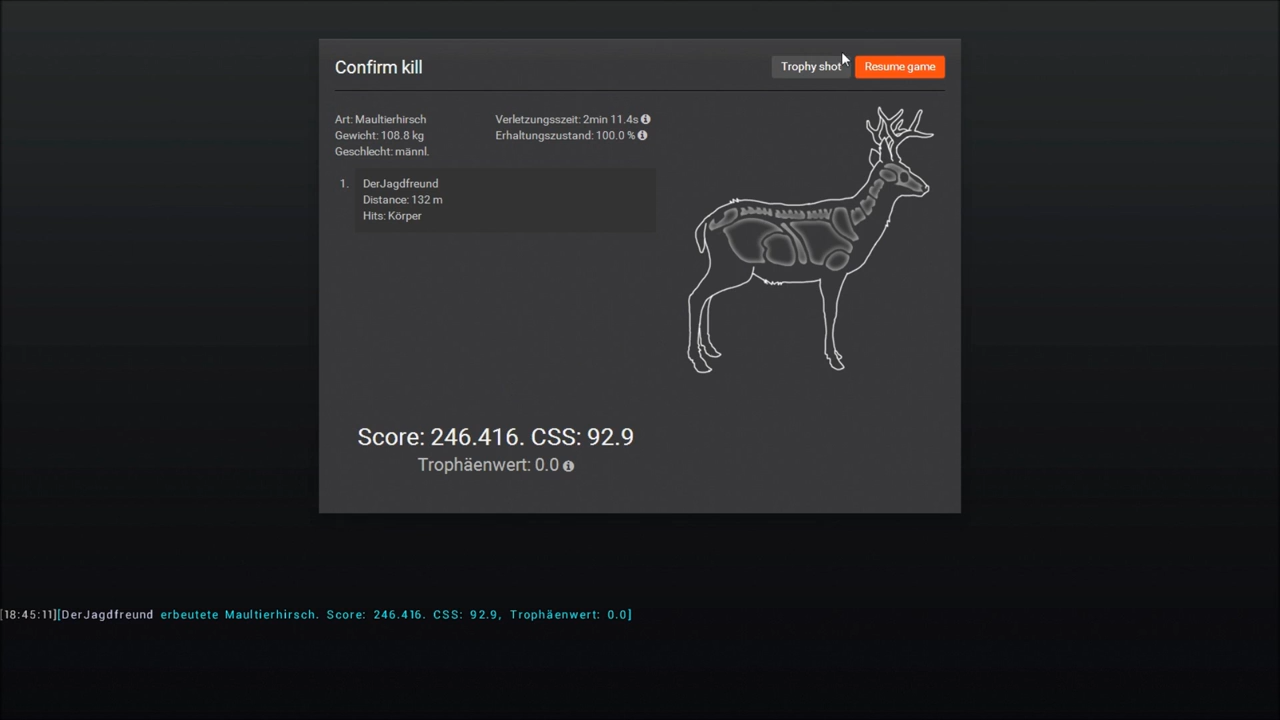 Confirm kill
Trophy shot
Resume game
Art: Maultierhirsch
Gewicht: 108.8 kg
Geschlecht: männl.
Verletzungsszeit: 2min 11.4s
Erhaltungszustand: 100.0 %
1. DerJagdfreund
Distance: 132 m
Hits: Körper
Score: 246.416. CSS: 92.9
Trophäenwert: 0.0
[18:45:11][DerJagdfreund erbeutete Maultierhirsch. Score: 246.416. CSS: 92.9, Trophäenwert: 0.0]